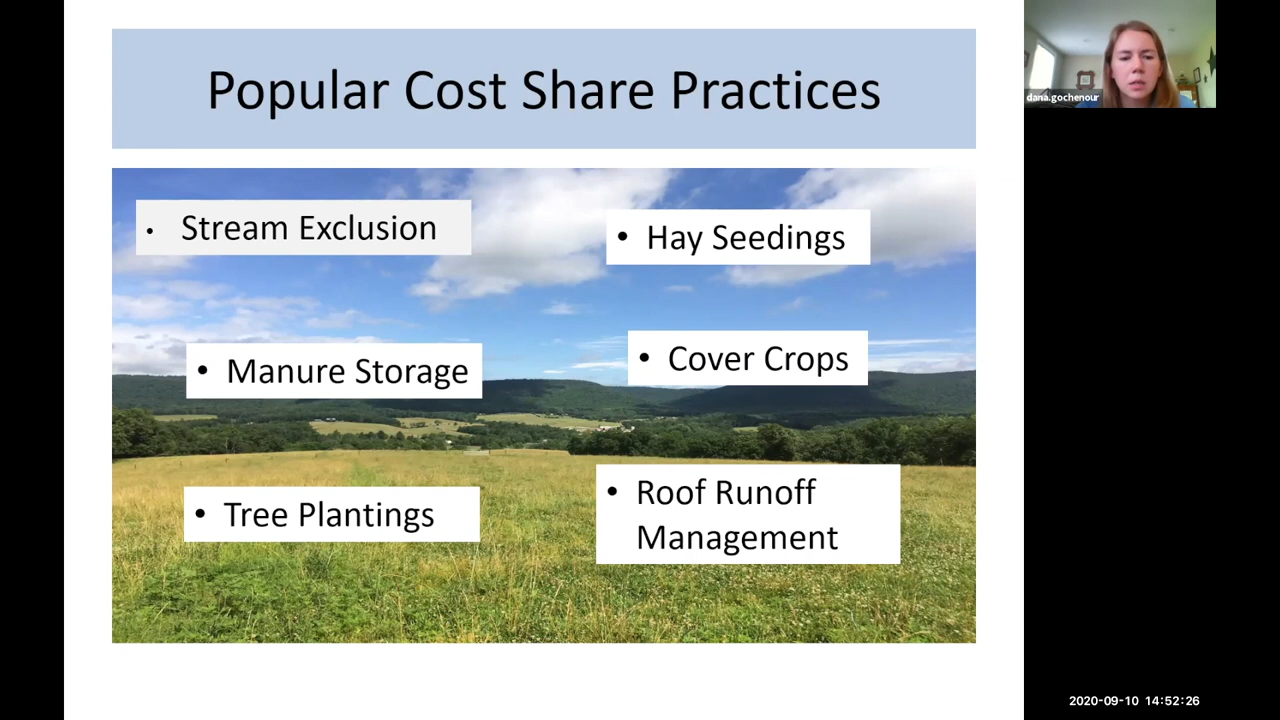 Popular Cost Share Practices
• Stream Exclusion
• Hay Seedings
• Manure Storage
• Cover Crops
• Tree Plantings
• Roof Runoff
Management
dana.gochenour
2020-09-10 14:52:26